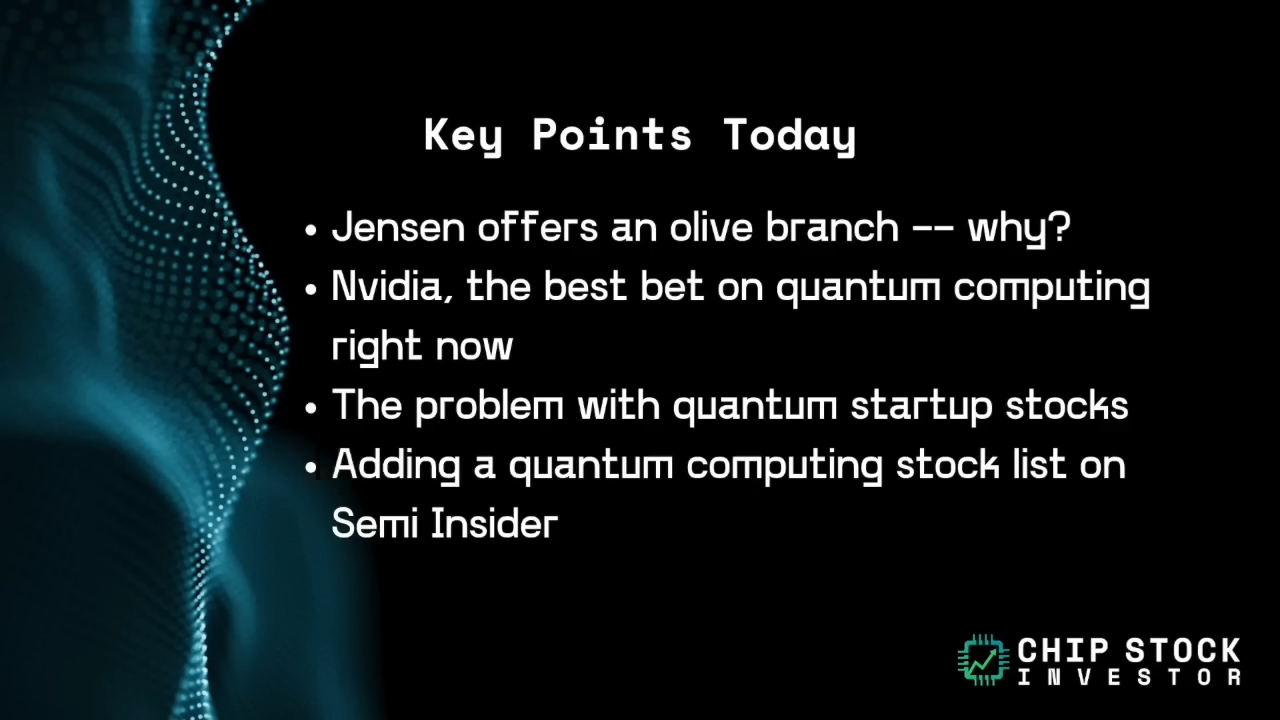 Key Points Today
• Jensen offers an olive branch -- why?
• Nvidia, the best bet on quantum computing
right now
• The problem with quantum startup stocks
• Adding a quantum computing stock list on
Semi Insider
CHIP STOCK
INVESTOR